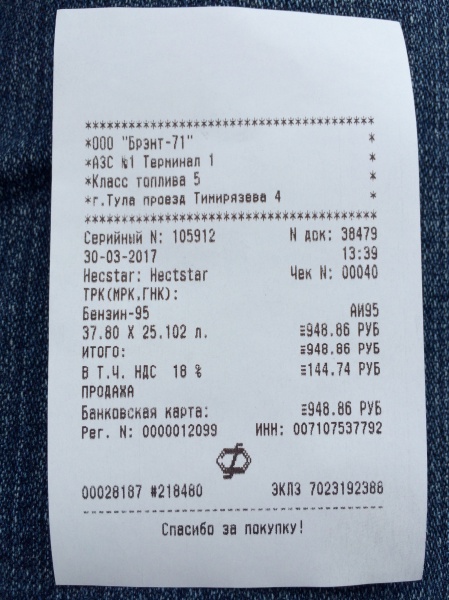 ****************************************
*ООО "Брэнт-71" *
*АЗС №1 Терминал 1 *
*Класс топлива 5 *
*г.Тула проезд Тимирязева 4 *
****************************************
Серийный N: 105912 N док: 38479
30-03-2017 13:39
Hecstar: Hectstar Чек N: 00040
ТРК(МРК,ГНК):
Бензин-95 АИ95
37.80 X 25.102 л. =948.86 РУБ
ИТОГО: =948.86 РУБ
В Т.Ч. НДС 18 % =144.74 РУБ
ПРОДАЖА
Банковская карта: =948.86 РУБ
Рег. N: 0000012099 ИНН: 007107537792
00028187 #218480 ЭКЛЗ 7023192386
Спасибо за покупку!